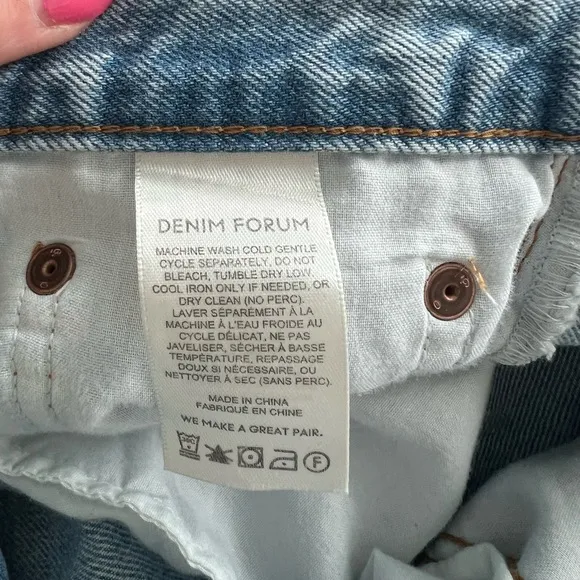 DENIM FORUM
MACHINE WASH COLD GENTLE
CYCLE SEPARATELY, DO NOT
BLEACH, TUMBLE DRY LOW.
COOL IRON ONLY IF NEEDED, OR
DRY CLEAN (NO PERC).
LAVER SÉPARÉMENT À LA
MACHINE À L'EAU FROIDE AU
CYCLE DÉLICAT, NE PAS
JAVELISER, SÉCHER À BASSE
TEMPÉRATURE, REPASSAGE
DOUX SI NÉCESSAIRE, OU
NETTOYER À SEC (SANS PERC).
MADE IN CHINA
FABRIQUÉ EN CHINE
WE MAKE A GREAT PAIR.
F